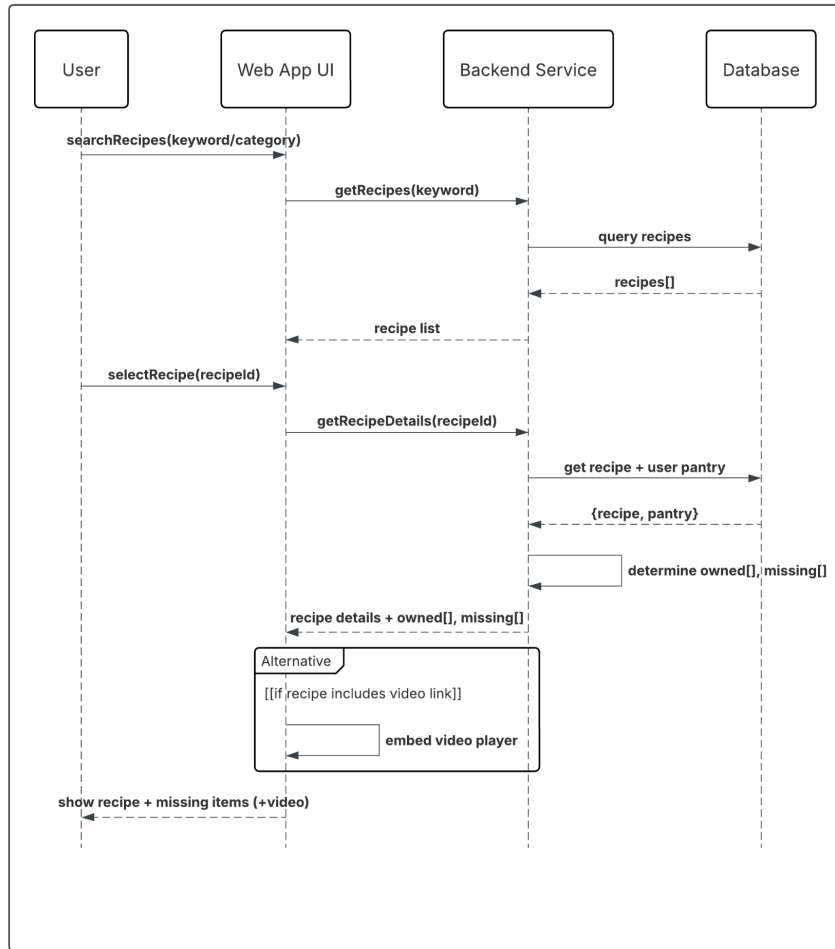 User
Web App UI
Backend Service
Database
searchRecipes(keyword/category)
getRecipes(keyword)
query recipes
recipes[]
recipe list
selectRecipe(recipeId)
getRecipeDetails(recipeId)
get recipe + user pantry
{recipe, pantry}
determine owned[], missing[]
recipe details + owned[], missing[]
Alternative
[[if recipe includes video link]]
embed video player
show recipe + missing items (+video)